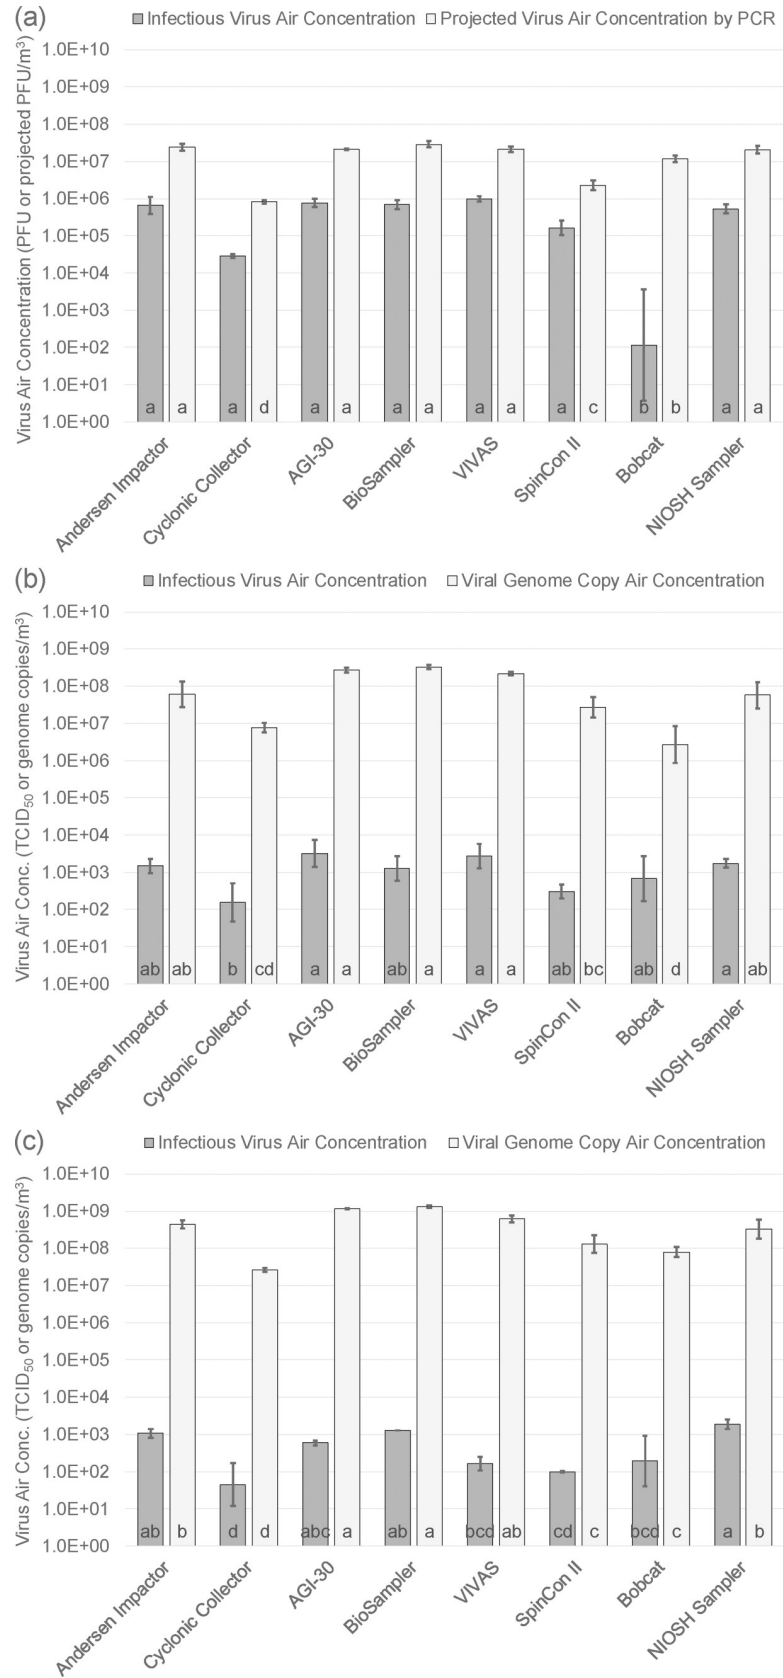 (a)
Infectious Virus Air Concentration Projected Virus Air Concentration by PCR
Virus Air Concentration (PFU or projected PFU/m³)
1.0E+10
1.0E+09
1.0E+08
1.0E+07
1.0E+06
1.0E+05
1.0E+04
1.0E+03
1.0E+02
1.0E+01
1.0E+00
a a a d a a a a a a a c b b a a
Andersen Impactor
Cyclonic Collector
AGI-30
BioSampler
VIVAS
SpinCon II
Bobcat
NIOSH Sampler
(b)
Infectious Virus Air Concentration Viral Genome Copy Air Concentration
Virus Air Conc. (TCID₅₀ or genome copies/m³)
1.0E+10
1.0E+09
1.0E+08
1.0E+07
1.0E+06
1.0E+05
1.0E+04
1.0E+03
1.0E+02
1.0E+01
1.0E+00
ab ab b cd a a ab a a a ab bc ab d a ab
Andersen Impactor
Cyclonic Collector
AGI-30
BioSampler
VIVAS
SpinCon II
Bobcat
NIOSH Sampler
(c)
Infectious Virus Air Concentration Viral Genome Copy Air Concentration
Virus Air Conc. (TCID₅₀ or genome copies/m³)
1.0E+10
1.0E+09
1.0E+08
1.0E+07
1.0E+06
1.0E+05
1.0E+04
1.0E+03
1.0E+02
1.0E+01
1.0E+00
ab b d d abc a ab a bcd ab cd c bcd c a b
Andersen Impactor
Cyclonic Collector
AGI-30
BioSampler
VIVAS
SpinCon II
Bobcat
NIOSH Sampler